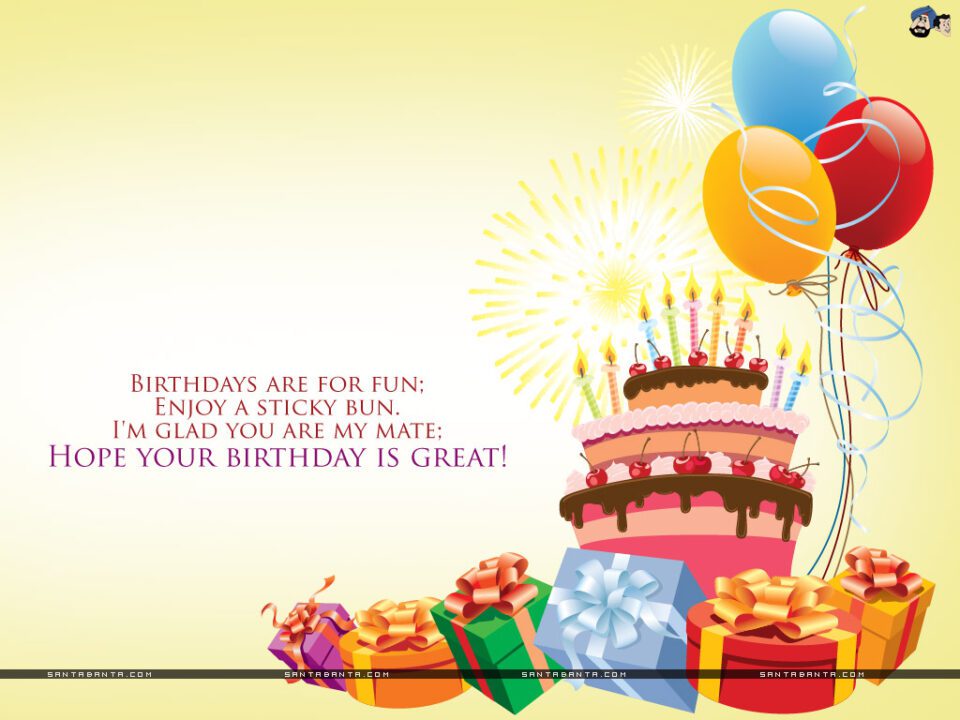 Birthdays are for fun;
Enjoy a sticky bun.
I'm glad you are my mate;
Hope your birthday is great!
SANTABANTA.COM SANTABANTA.COM SANTABANTA.COM SANTABANTA.COM